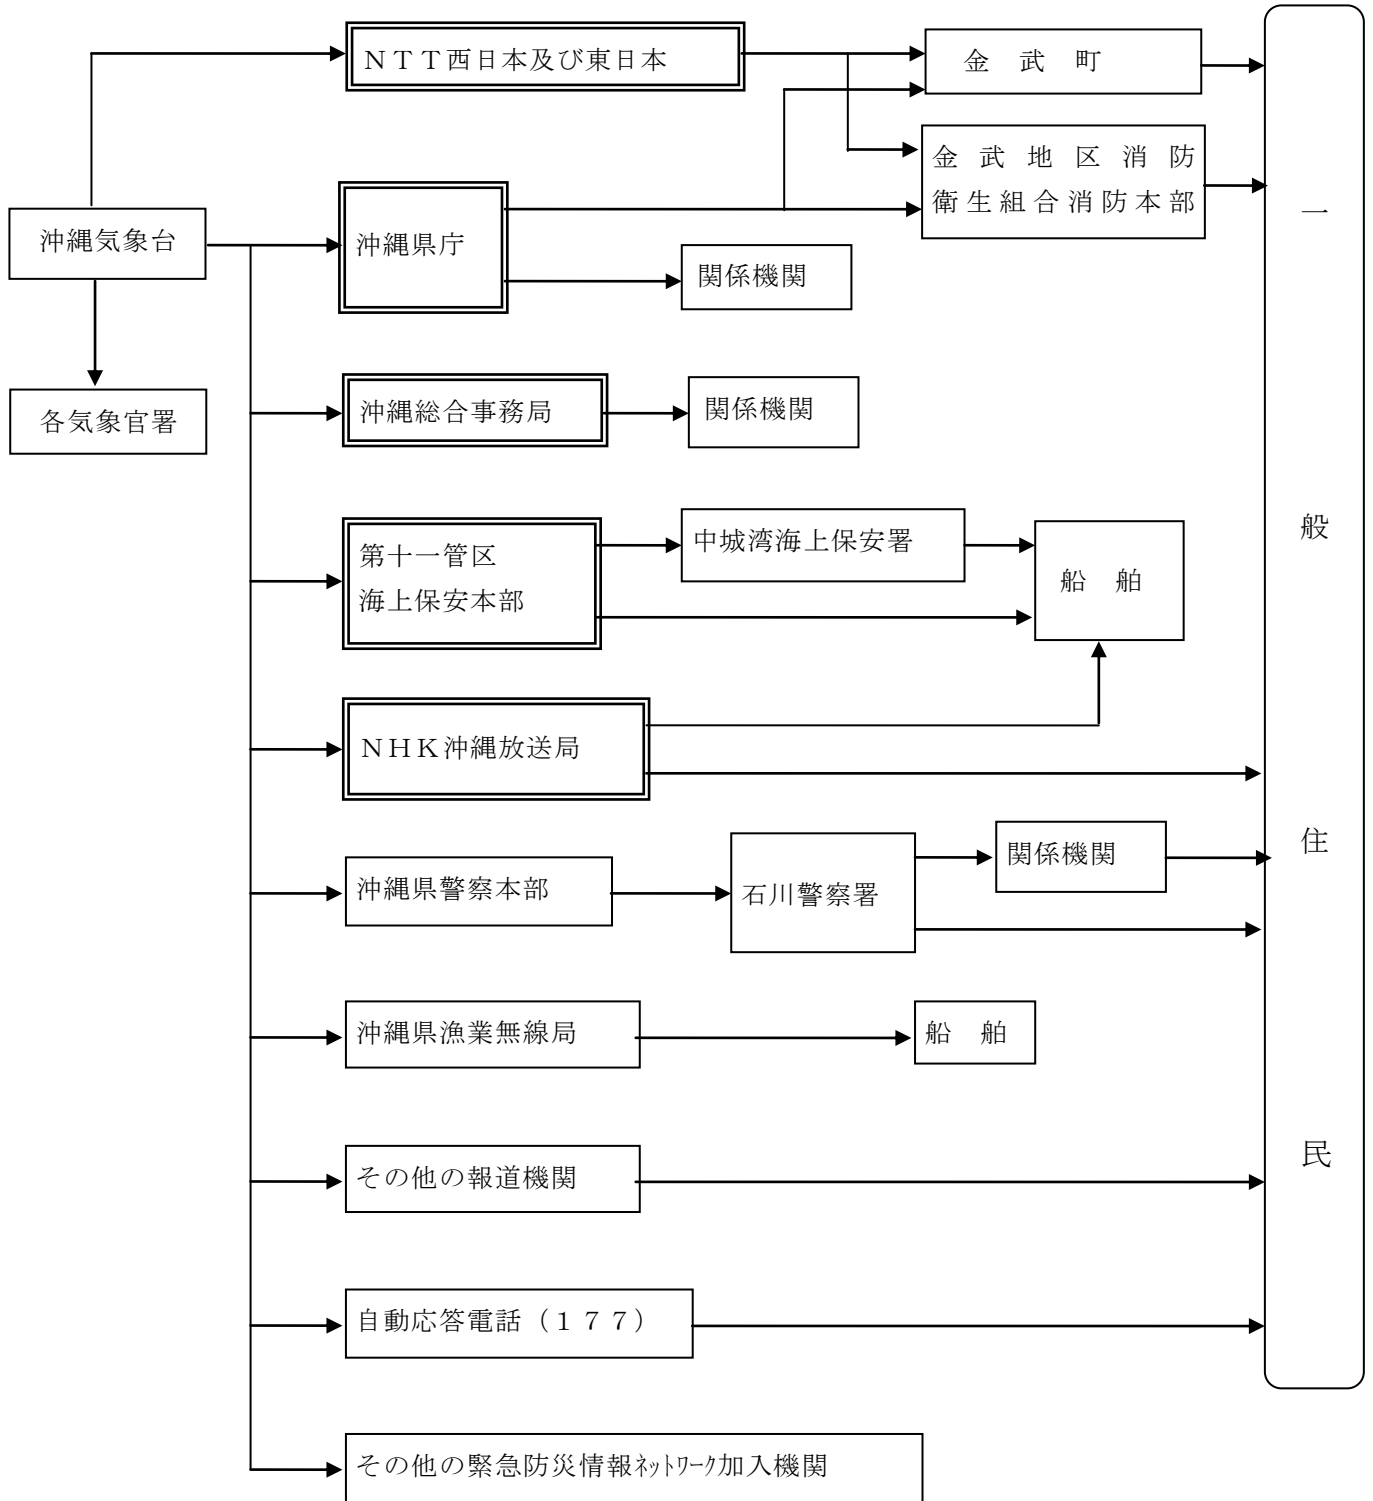 ＮＴＴ西日本及び東日本
金　武　町
金武地区消防
衛生組合消防本部
沖縄気象台
沖縄県庁
関係機関
各気象官署
沖縄総合事務局
関係機関
第十一管区
海上保安本部
中城湾海上保安署
船　舶
ＮＨＫ沖縄放送局
沖縄県警察本部
石川警察署
関係機関
沖縄県漁業無線局
船　舶
その他の報道機関
自動応答電話（１７７）
その他の緊急防災情報ﾈｯﾄﾜｰｸ加入機関
一般住民